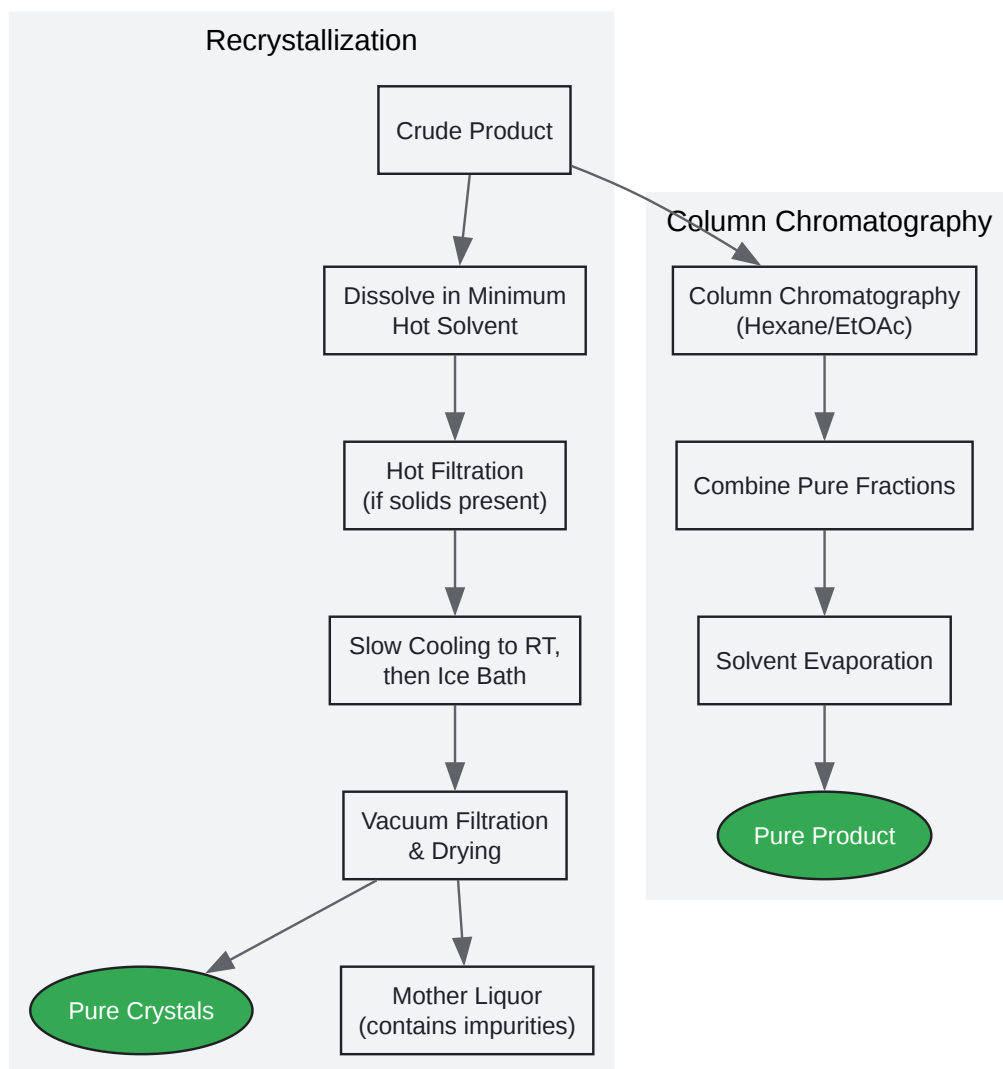 Recrystallization
Crude Product
Dissolve in Minimum
Hot Solvent
Hot Filtration
(if solids present)
Slow Cooling to RT,
then Ice Bath
Vacuum Filtration
& Drying
Pure Crystals
Mother Liquor
(contains impurities)
Column Chromatography
Column Chromatography
(Hexane/EtOAc)
Combine Pure Fractions
Solvent Evaporation
Pure Product